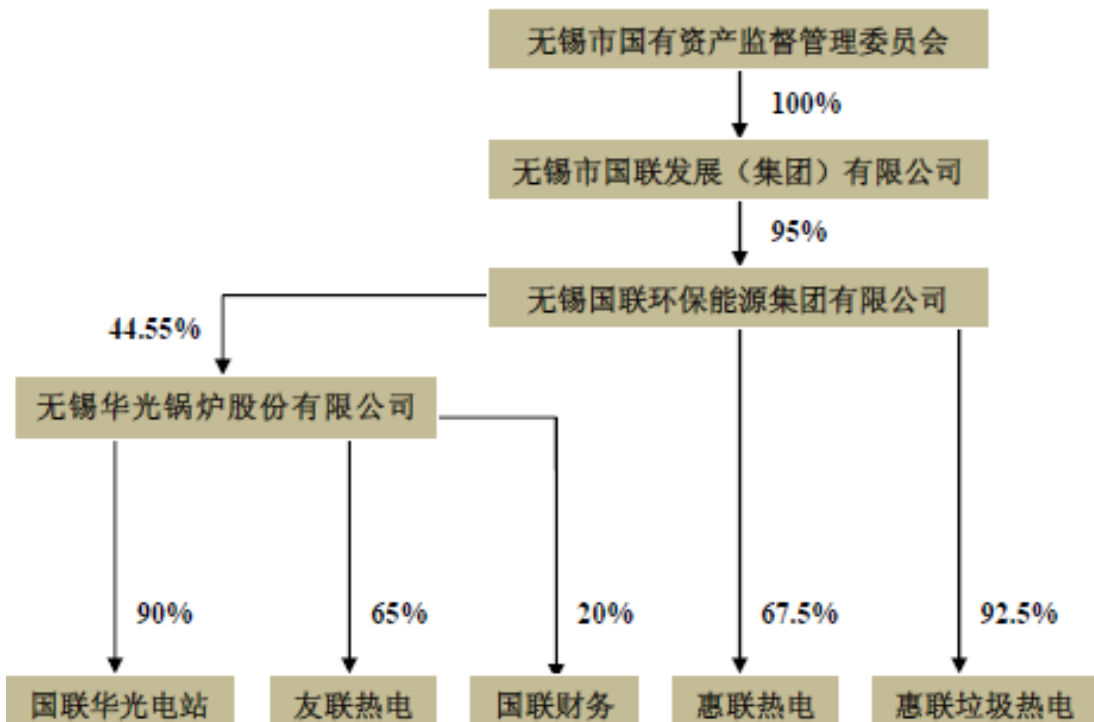 无锡市国有资产监督管理委员会
100%
无锡市国联发展（集团）有限公司
95%
无锡国联环保能源集团有限公司
44.55%
无锡华光锅炉股份有限公司
90%
65%
20%
67.5%
92.5%
国联华光电站
友联热电
国联财务
惠联热电
惠联垃圾热电